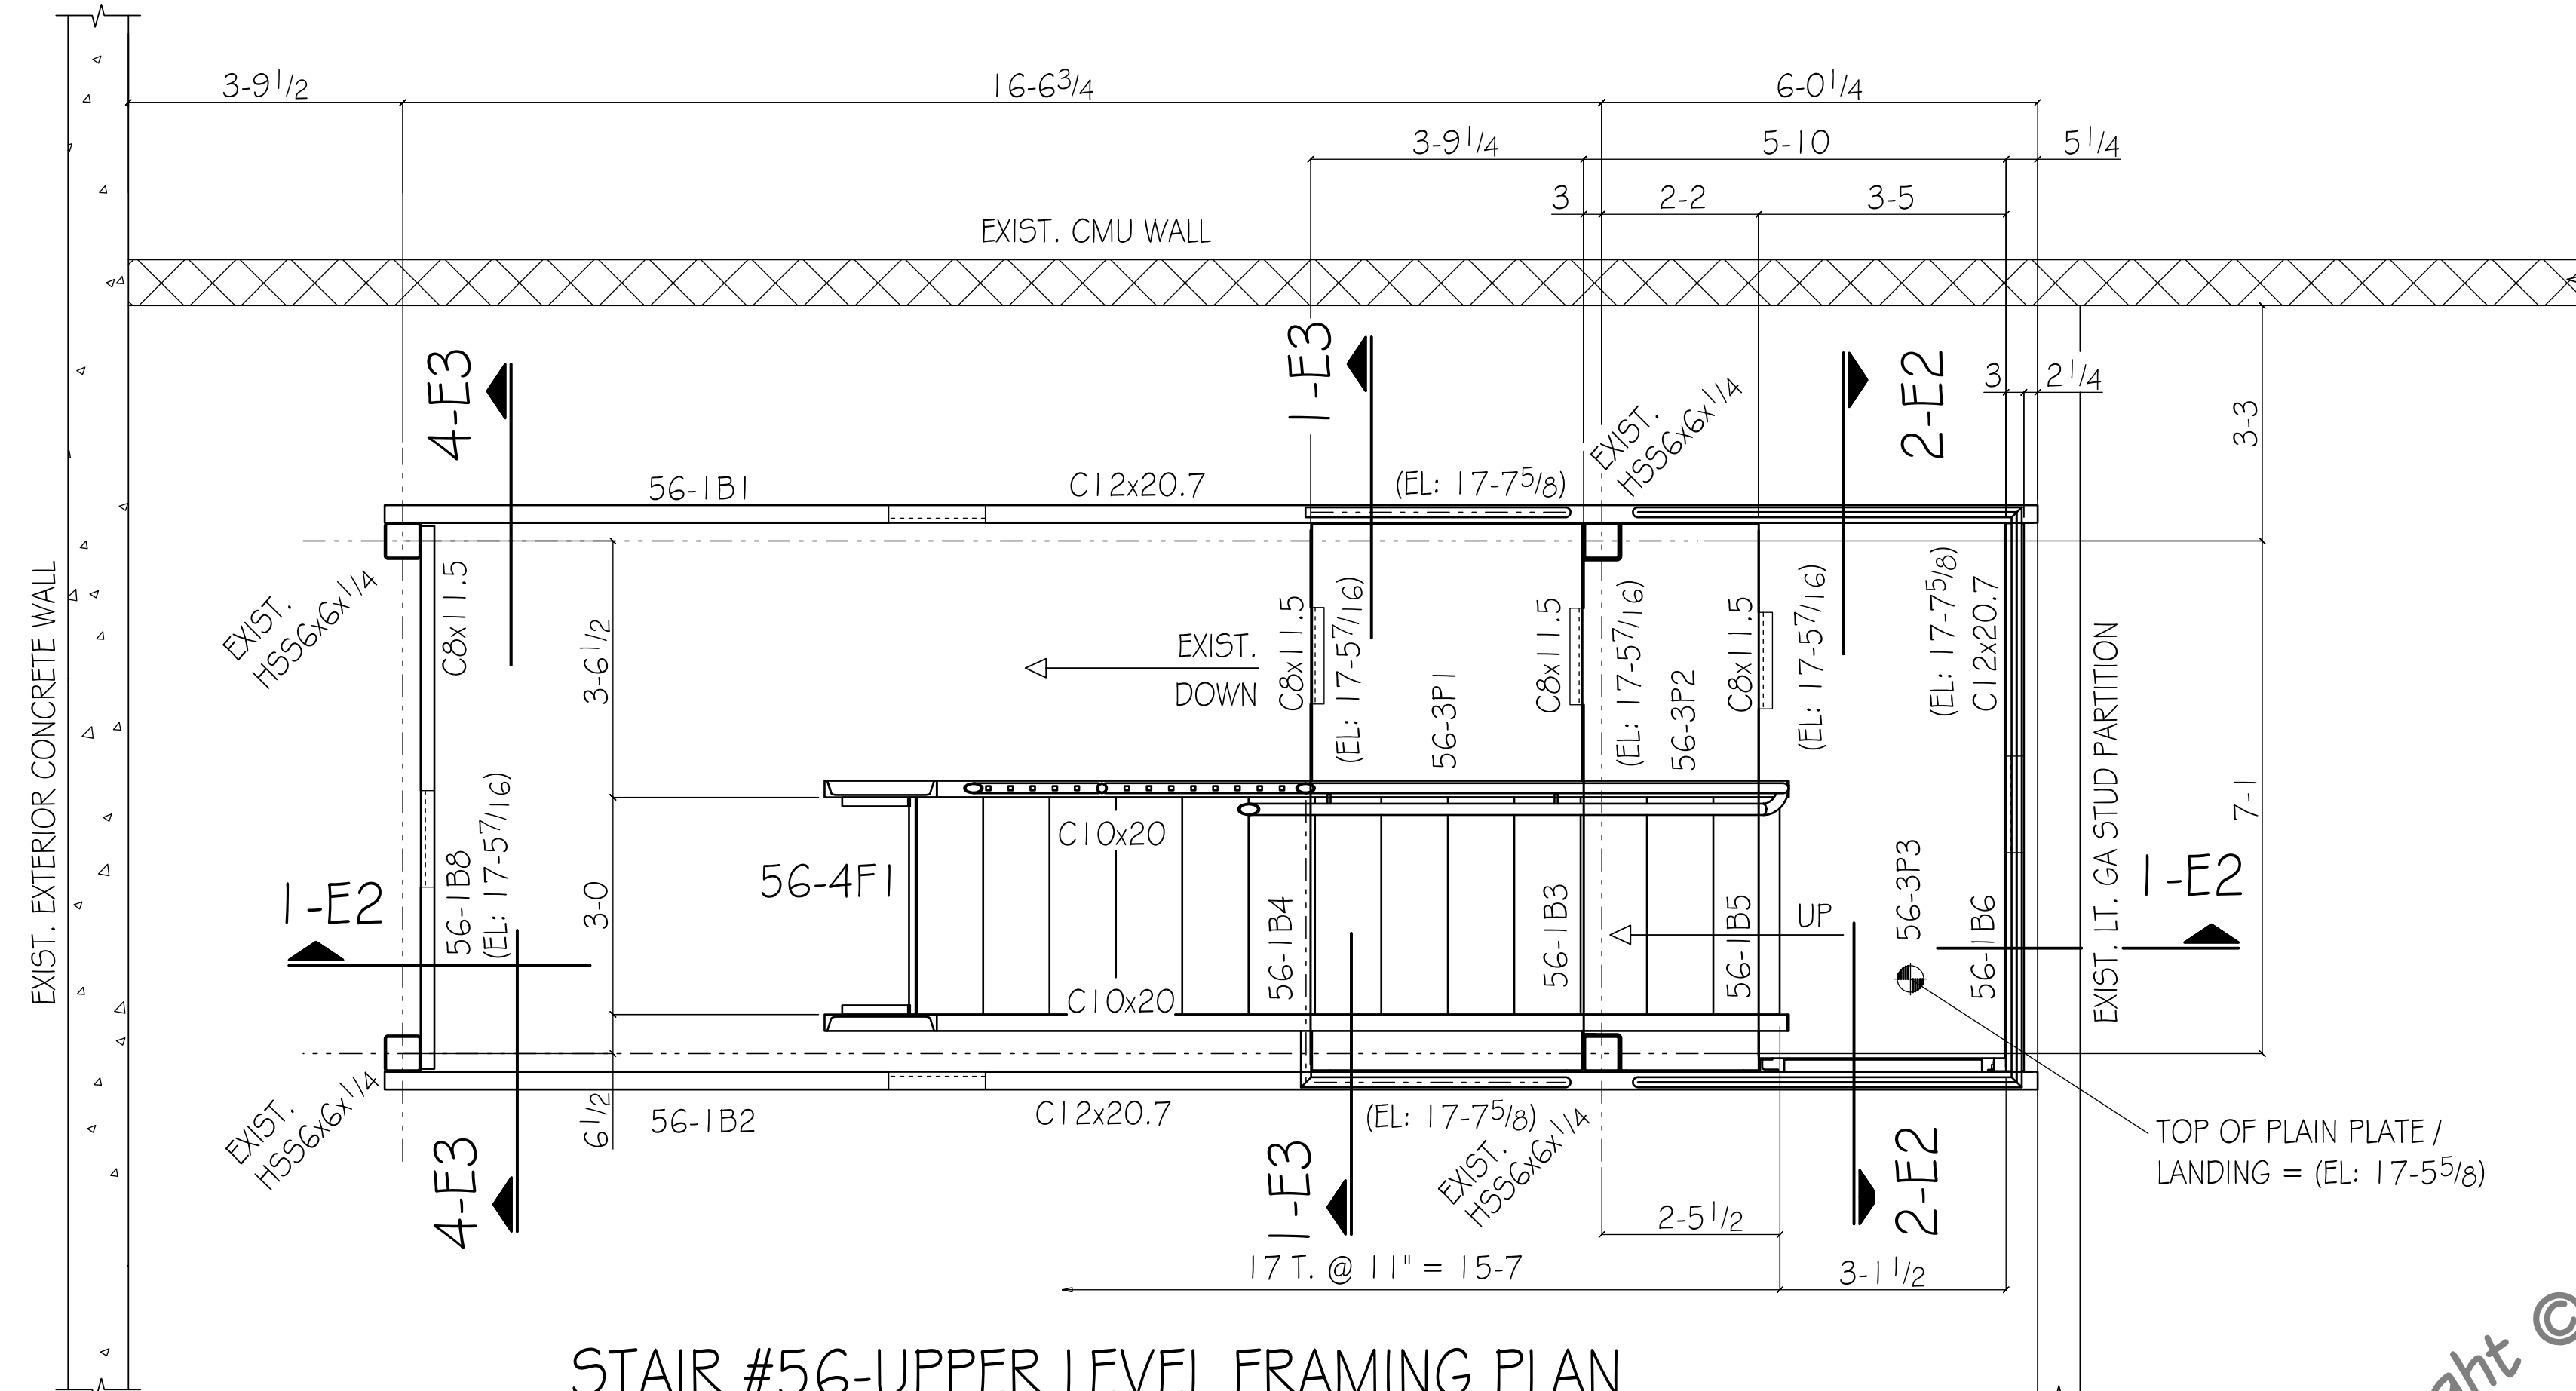 3-9 1/2
16-6 3/4
6-0 1/4
3-9 1/4
5-10
5 1/4
3
2-2
3-5
EXIST. CMU WALL
4-E3
1-E3
2-E2
3
2 1/4
3-3
EXIST.
HSS6x6x1/4
56-1B1
C12x20.7
(EL: 17-7 5/8)
EXIST.
HSS6x6x1/4
C8x11.5
3-6 1/2
EXIST.
DOWN
C8x11.5
(EL: 17-5 7/16)
56-3P1
C8x11.5
(EL: 17-5 7/16)
56-3P2
C8x11.5
(EL: 17-5 7/16)
(EL: 17-7 5/8)
C12x20.7
EXIST. EXTERIOR CONCRETE WALL
EXIST. LT. GA STUD PARTITION
7-1
1-E2
56-1B8
(EL: 17-5 7/16)
3-0
56-4F1
C10x20
C10x20
56-1B4
56-1B3
56-1B5
UP
56-3P3
56-1B6
1-E2
EXIST.
HSS6x6x1/4
4-E3
6 1/2
56-1B2
C12x20.7
(EL: 17-7 5/8)
1-E3
EXIST.
HSS6x6x1/4
2-E2
TOP OF PLAIN PLATE /
LANDING = (EL: 17-5 5/8)
2-5 1/2
17 T. @ 11" = 15-7
3-1 1/2
STAIR #56-UPPER LEVEL FRAMING PLAN
ght ©